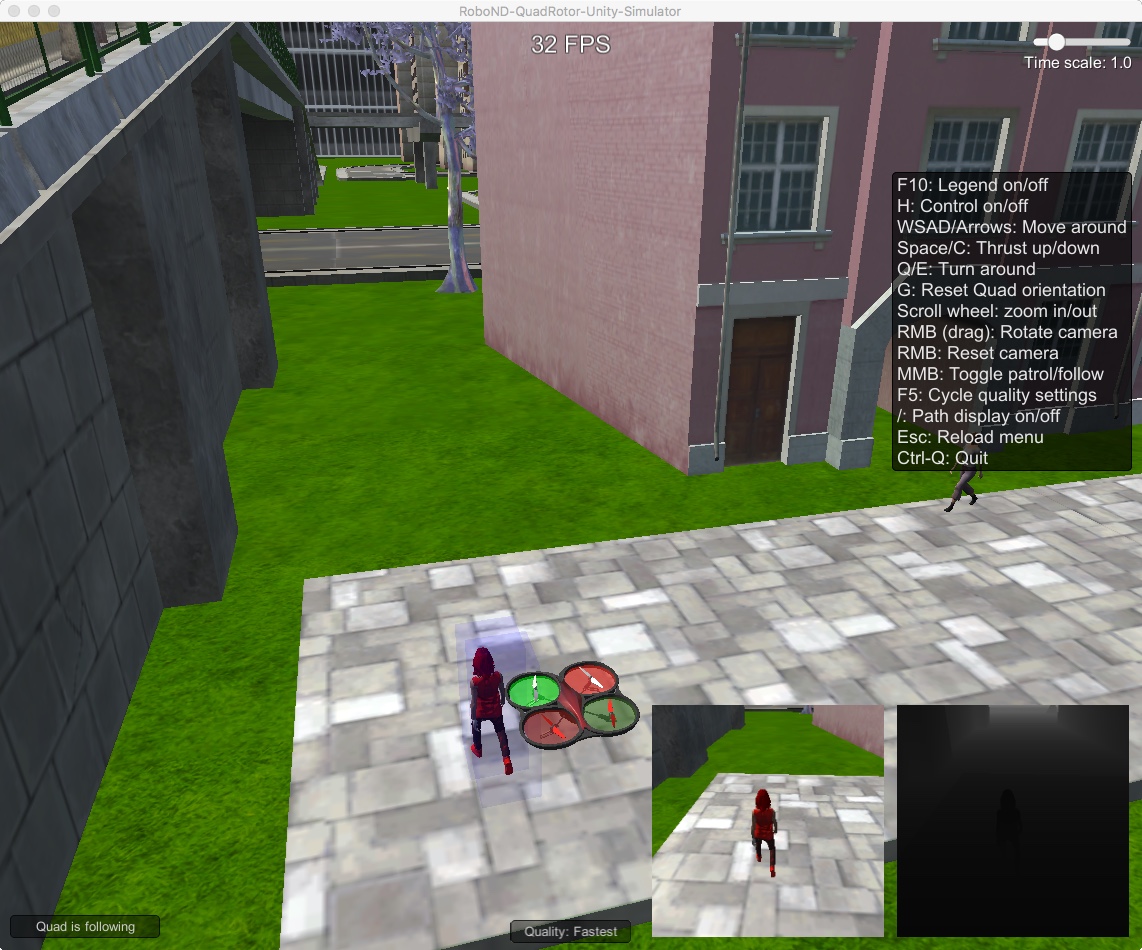 RoboND-QuadRotor-Unity-Simulator
32 FPS
Time scale: 1.0
F10: Legend on/off
H: Control on/off
WSAD/Arrows: Move around
Space/C: Thrust up/down
Q/E: Turn around
G: Reset Quad orientation
Scroll wheel: zoom in/out
RMB (drag): Rotate camera
RMB: Reset camera
MMB: Toggle patrol/follow
F5: Cycle quality settings
/: Path display on/off
Esc: Reload menu
Ctrl-Q: Quit
Quad is following
Quality: Fastest